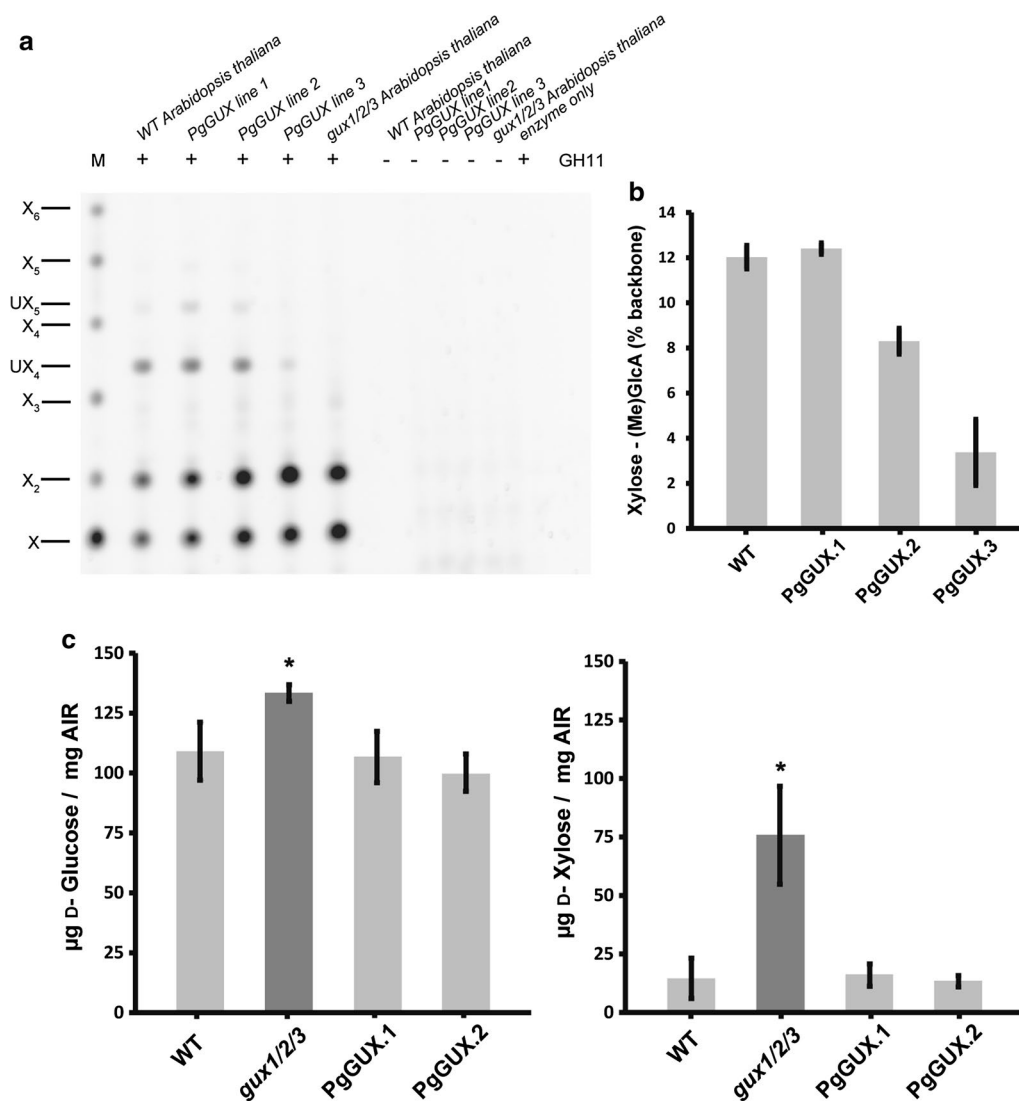 a
WT Arabidopsis thaliana
PgGUX line 1
PgGUX line 2
PgGUX line 3
gux1/2/3 Arabidopsis thaliana
WT Arabidopsis thaliana
PgGUX line1
PgGUX line2
PgGUX line 3
gux1/2/3 Arabidopsis thaliana
enzyme only
M + + + + + - - - - - + GH11
X6
X5
UX5
X4
UX4
X3
X2
X
b
Xylose - (Me)GlcA (% backbone)
14
12
10
8
6
4
2
0
WT
PgGUX.1
PgGUX.2
PgGUX.3
c
µg D- Glucose / mg AIR
150
125
100
75
50
25
0
*
WT
gux1/2/3
PgGUX.1
PgGUX.2
µg D- Xylose / mg AIR
150
100
75
50
25
0
*
WT
gux1/2/3
PgGUX.1
PgGUX.2